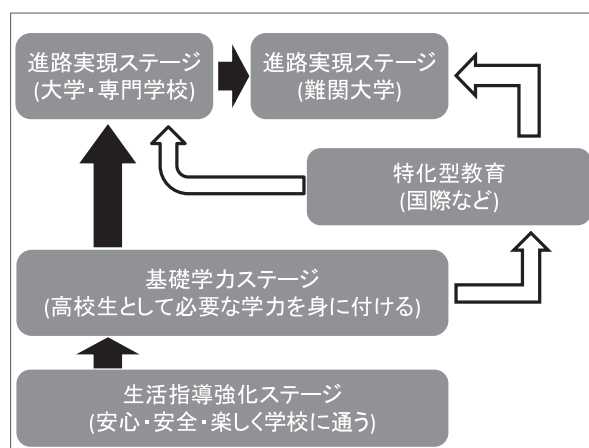 進路実現ステージ
(大学・専門学校)
進路実現ステージ
(難関大学)
特化型教育
(国際など)
基礎学力ステージ
(高校生として必要な学力を身に付ける)
生活指導強化ステージ
(安心・安全・楽しく学校に通う)